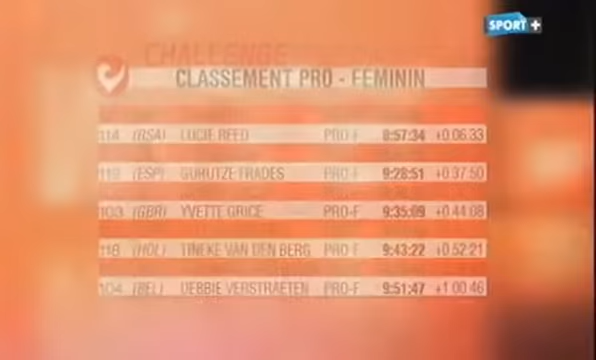 SPORT +
CHALLENGE
CLASSEMENT PRO - FEMININ
114 (RSA) LUCIE REED PRO-F 8:57:34 +0:06:33
(ESP) GURUTZE FRADES PRO-F 9:28:51 +0:37:50
103 (GBR) YVETTE GRICE PRO-F 9:35:09 +0:44:08
118 (HOL) TINEKE VAN DEN BERG PRO-F 9:43:22 +0:52:21
104 (BEL) DEBBIE VERSTRAETEN PRO-F 9:51:47 +1:00:46